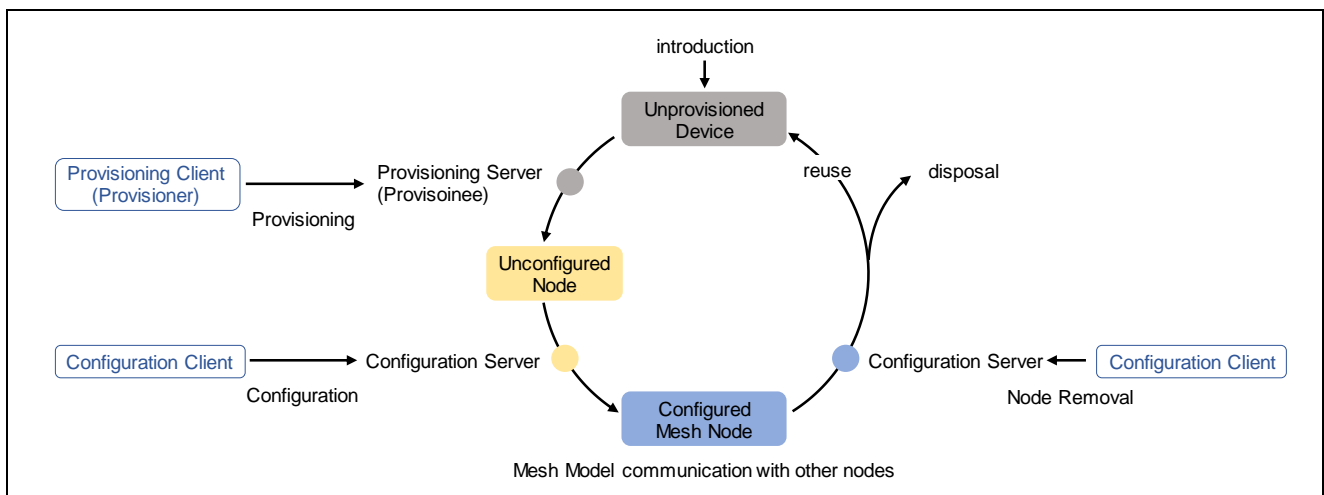 introduction
Unprovisioned
Device
Provisioning Client
(Provisioner)
Provisioning
Provisioning Server
(Provisoinee)
reuse
disposal
Unconfigured
Node
Configuration Client
Configuration
Configuration Server
Configuration Server
Configuration Client
Node Removal
Configured
Mesh Node
Mesh Model communication with other nodes